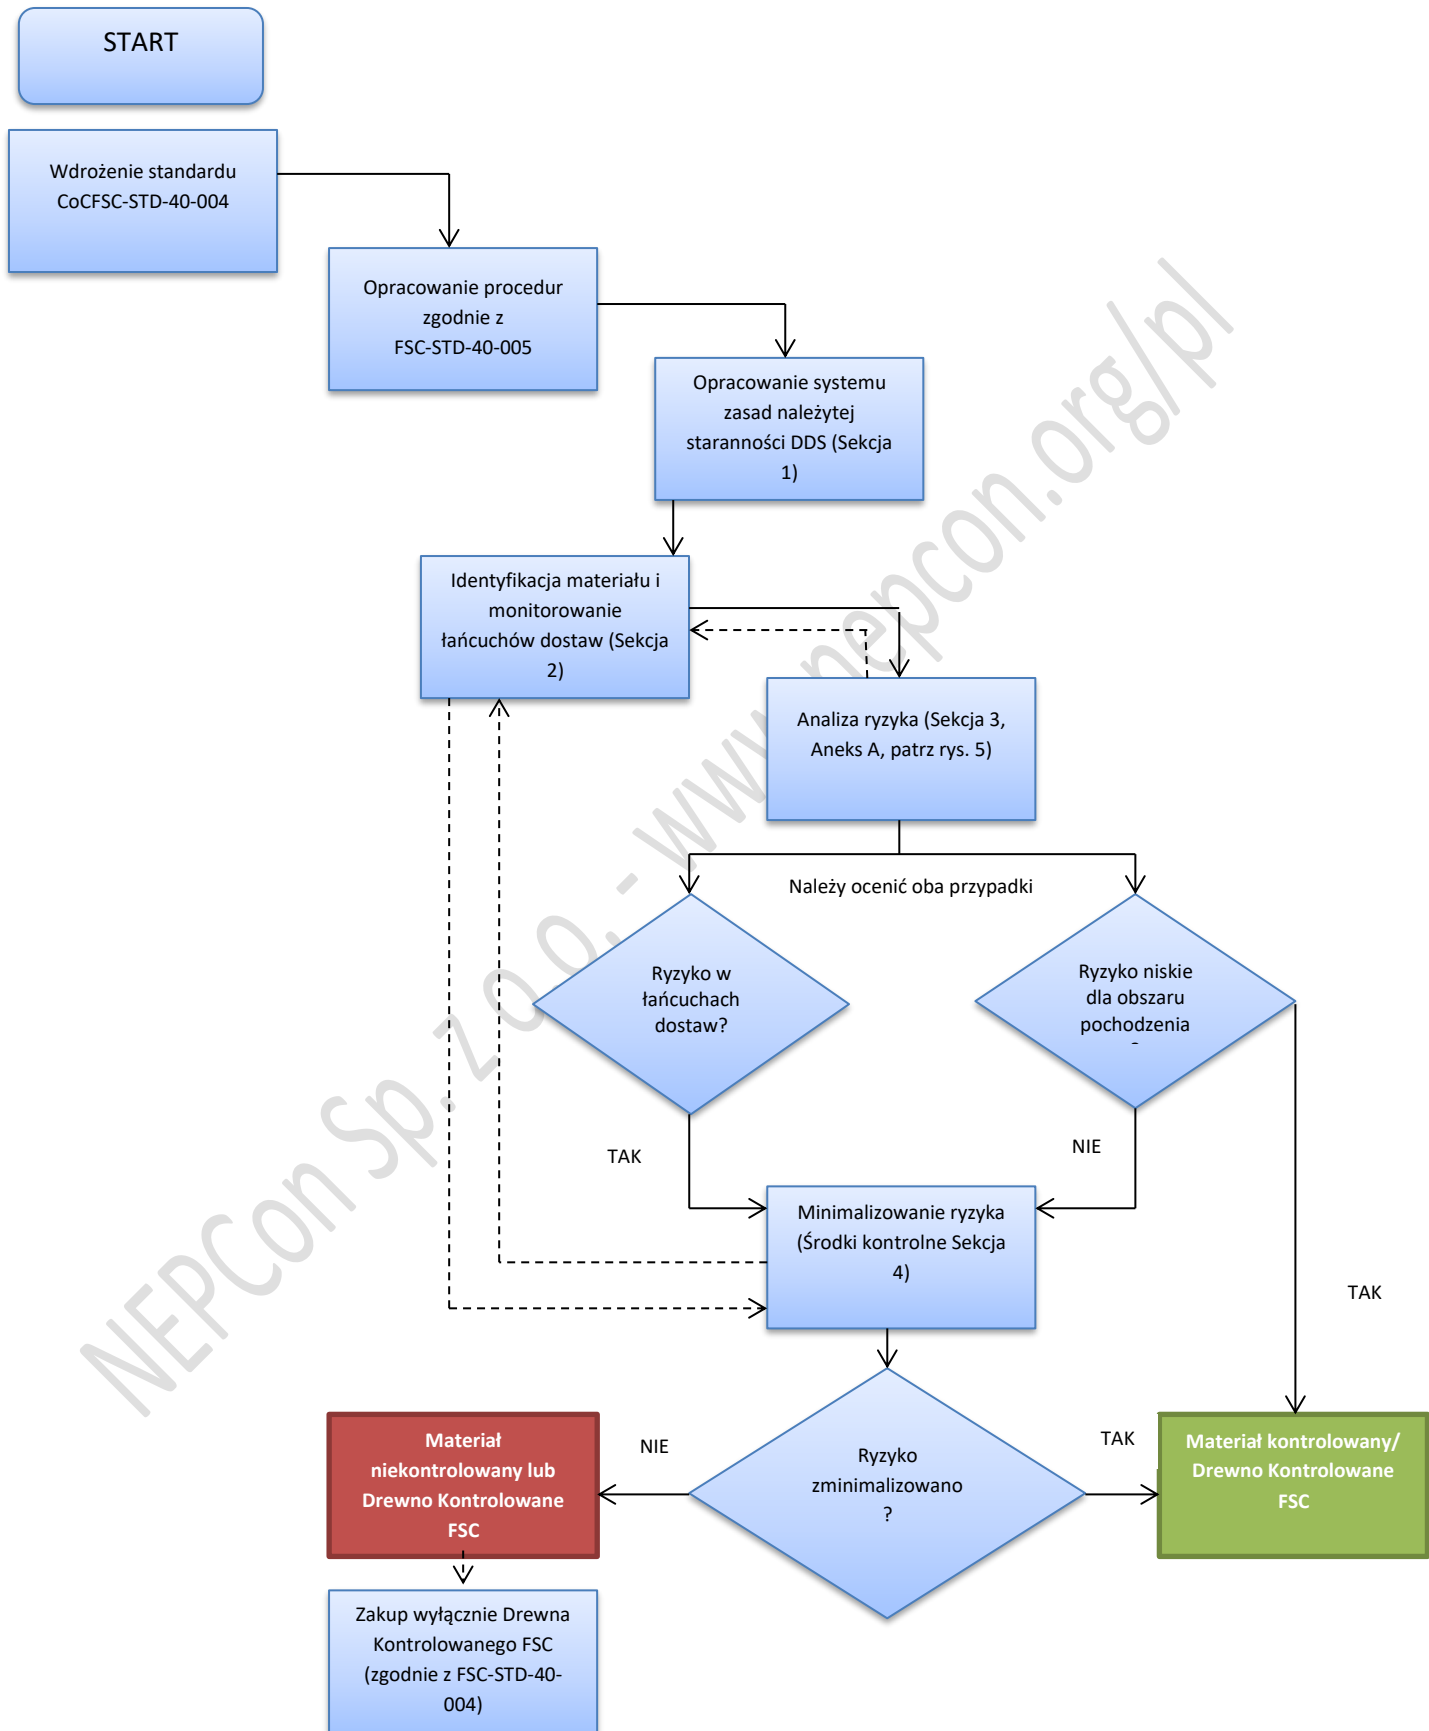 START
Wdrożenie standardu
CoCFSC-STD-40-004
Opracowanie procedur
zgodnie z
FSC-STD-40-005
Opracowanie systemu
zasad należytej
staranności DDS (Sekcja
1)
Identyfikacja materiału i
monitorowanie
łańcuchów dostaw (Sekcja
2)
Analiza ryzyka (Sekcja 3,
Aneks A, patrz rys. 5)
Należy ocenić oba przypadki
Ryzyko w
łańcuchach
dostaw?
Ryzyko niskie
dla obszaru
pochodzenia
TAK
NIE
Minimalizowanie ryzyka
(Środki kontrolne Sekcja
4)
TAK
Materiał
niekontrolowany lub
Drewno Kontrolowane
FSC
NIE
Ryzyko
zminimalizowano
?
TAK
Materiał kontrolowany/
Drewno Kontrolowane
FSC
Zakup wyłącznie Drewna
Kontrolowanego FSC
(zgodnie z FSC-STD-40-
004)
NEPCon Sp. z o.o. - www.nepcon.org/pl